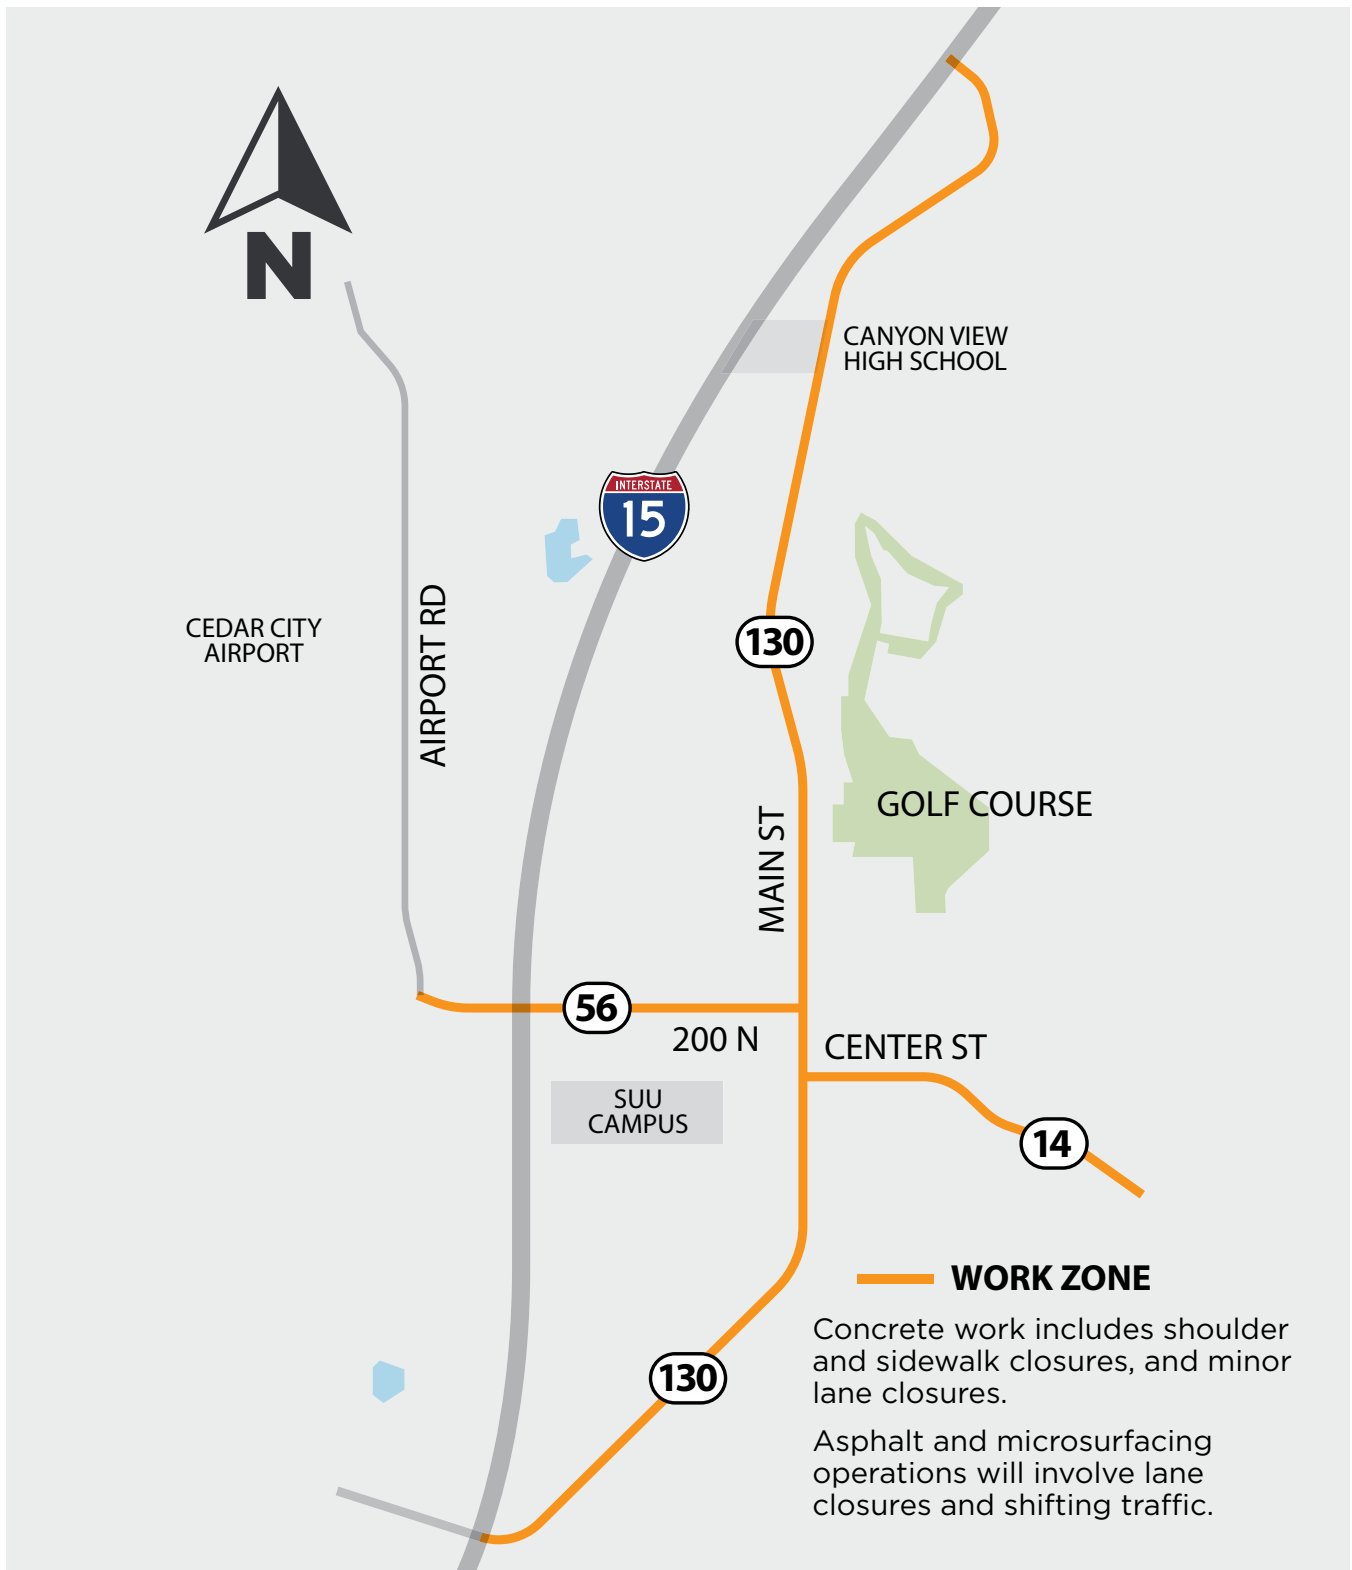 N
CANYON VIEW
HIGH SCHOOL
INTERSTATE
15
CEDAR CITY
AIRPORT
AIRPORT RD
130
GOLF COURSE
MAIN ST
56
200 N
CENTER ST
SUU
CAMPUS
14
WORK ZONE
Concrete work includes shoulder
and sidewalk closures, and minor
lane closures.
Asphalt and microsurfacing
operations will involve lane
closures and shifting traffic.
130